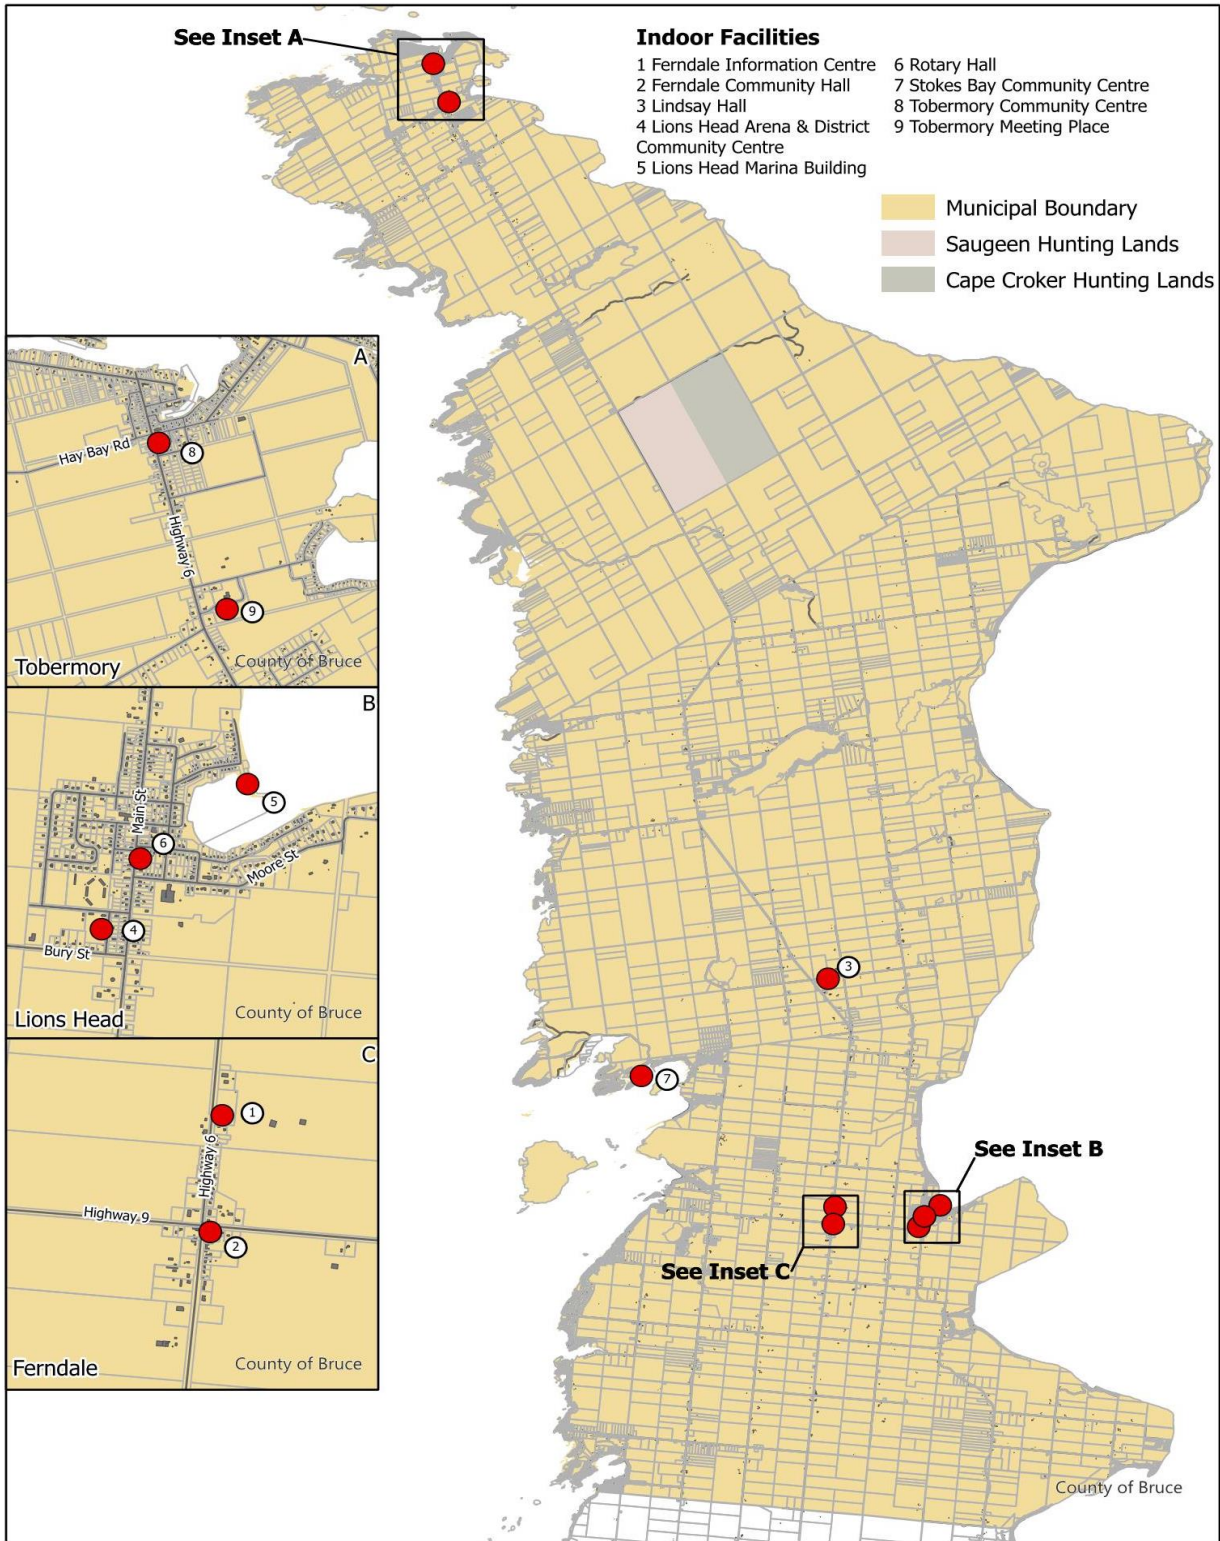 See Inset A
Indoor Facilities
1 Ferndale Information Centre
2 Ferndale Community Hall
3 Lindsay Hall
4 Lions Head Arena & District
Community Centre
5 Lions Head Marina Building
6 Rotary Hall
7 Stokes Bay Community Centre
8 Tobermory Community Centre
9 Tobermory Meeting Place
Municipal Boundary
Saugeen Hunting Lands
Cape Croker Hunting Lands
A
Hay Bay Rd
8
Highway 6
9
Tobermory
County of Bruce
B
Main St
5
6
Moore St
4
Bury St
Lions Head
County of Bruce
C
1
Highway 6
Highway 9
2
Ferndale
County of Bruce
3
7
See Inset B
See Inset C
County of Bruce